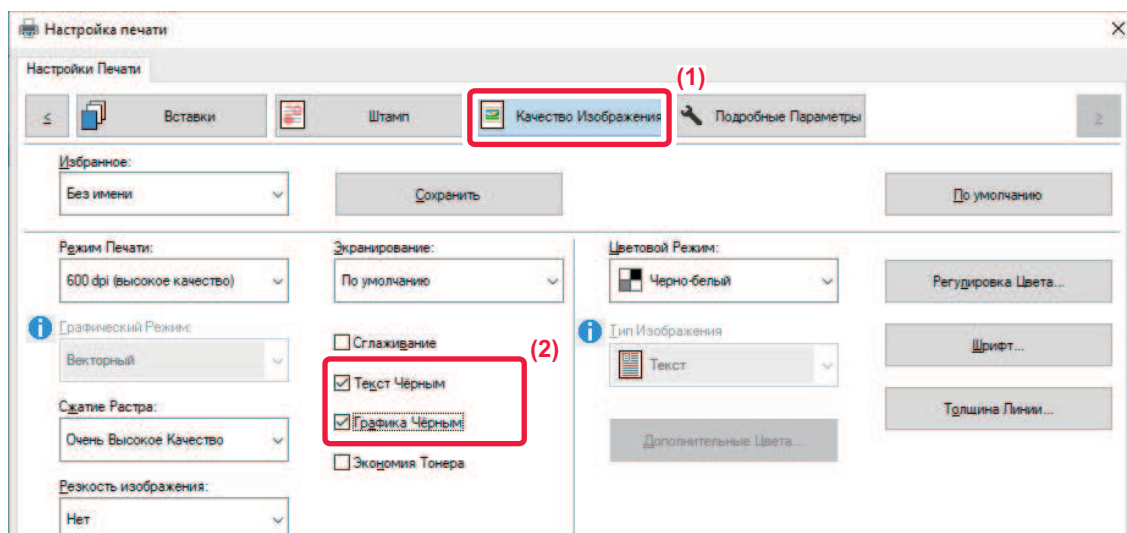 Настройка печати
Настройки Печати
(1)
≤ Вставки Штамп Качество Изображения Подробные Параметры ≥
Избранное:
Без имени Сохранить По умолчанию
Режим Печати: Экранирование: Цветовой Режим:
600 dpi (высокое качество) По умолчанию Черно-белый Регулировка Цвета...
Графический Режим: Сглаживание Тип Изображения
(2) Шрифт...
Векторный Текст Чёрным Текст
Сжатие Растра: Графика Чёрным Толщина Линии...
Очень Высокое Качество Дополнительные Цвета...
Экономия Тонера
Резкость изображения:
Нет